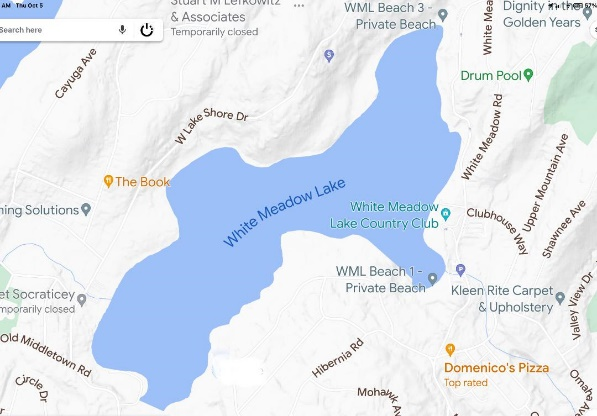 AM Thu Oct 5
57%
Stuart M Lefkowitz
& Associates
Temporarily closed
WML Beach 3 -
Private Beach
White Mea
Dignity
Golden Years
Search here
Cayuga Ave
Drum Pool
W Lake Shore Dr
White Meadow Rd
The Book
Upper Mountain Ave
White Meadow Lake
ning Solutions
White Meadow
Lake Country Club
Clubhouse Way
Shawnee Ave
WML Beach 1 -
Private Beach
Kleen Rite Carpet
& Upholstery
et Socraticey
mporarily closed
Valley View Dr
Old Middletown Rd
Hibernia Rd
Domenico's Pizza
Top rated
Circle Dr
Mohawk Av
Omaha Ave